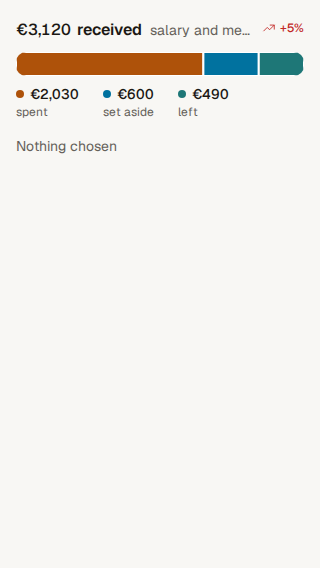 €3,120 received salary and me… +5%
€2,030 €600 €490
spent set aside left
Nothing chosen